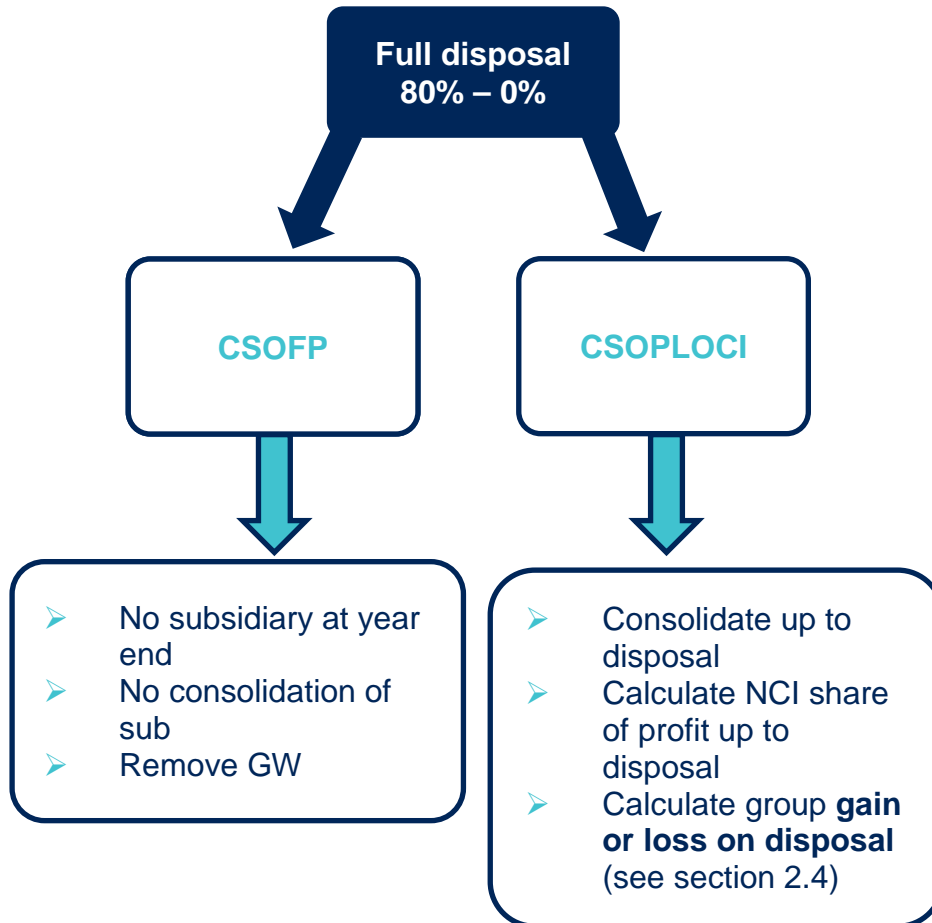 Full disposal
80% – 0%
CSOFP
CSOPLOCI
➢ No subsidiary at year
end
➢ No consolidation of
sub
➢ Remove GW
➢ Consolidate up to
disposal
➢ Calculate NCI share
of profit up to
disposal
➢ Calculate group gain
or loss on disposal
(see section 2.4)